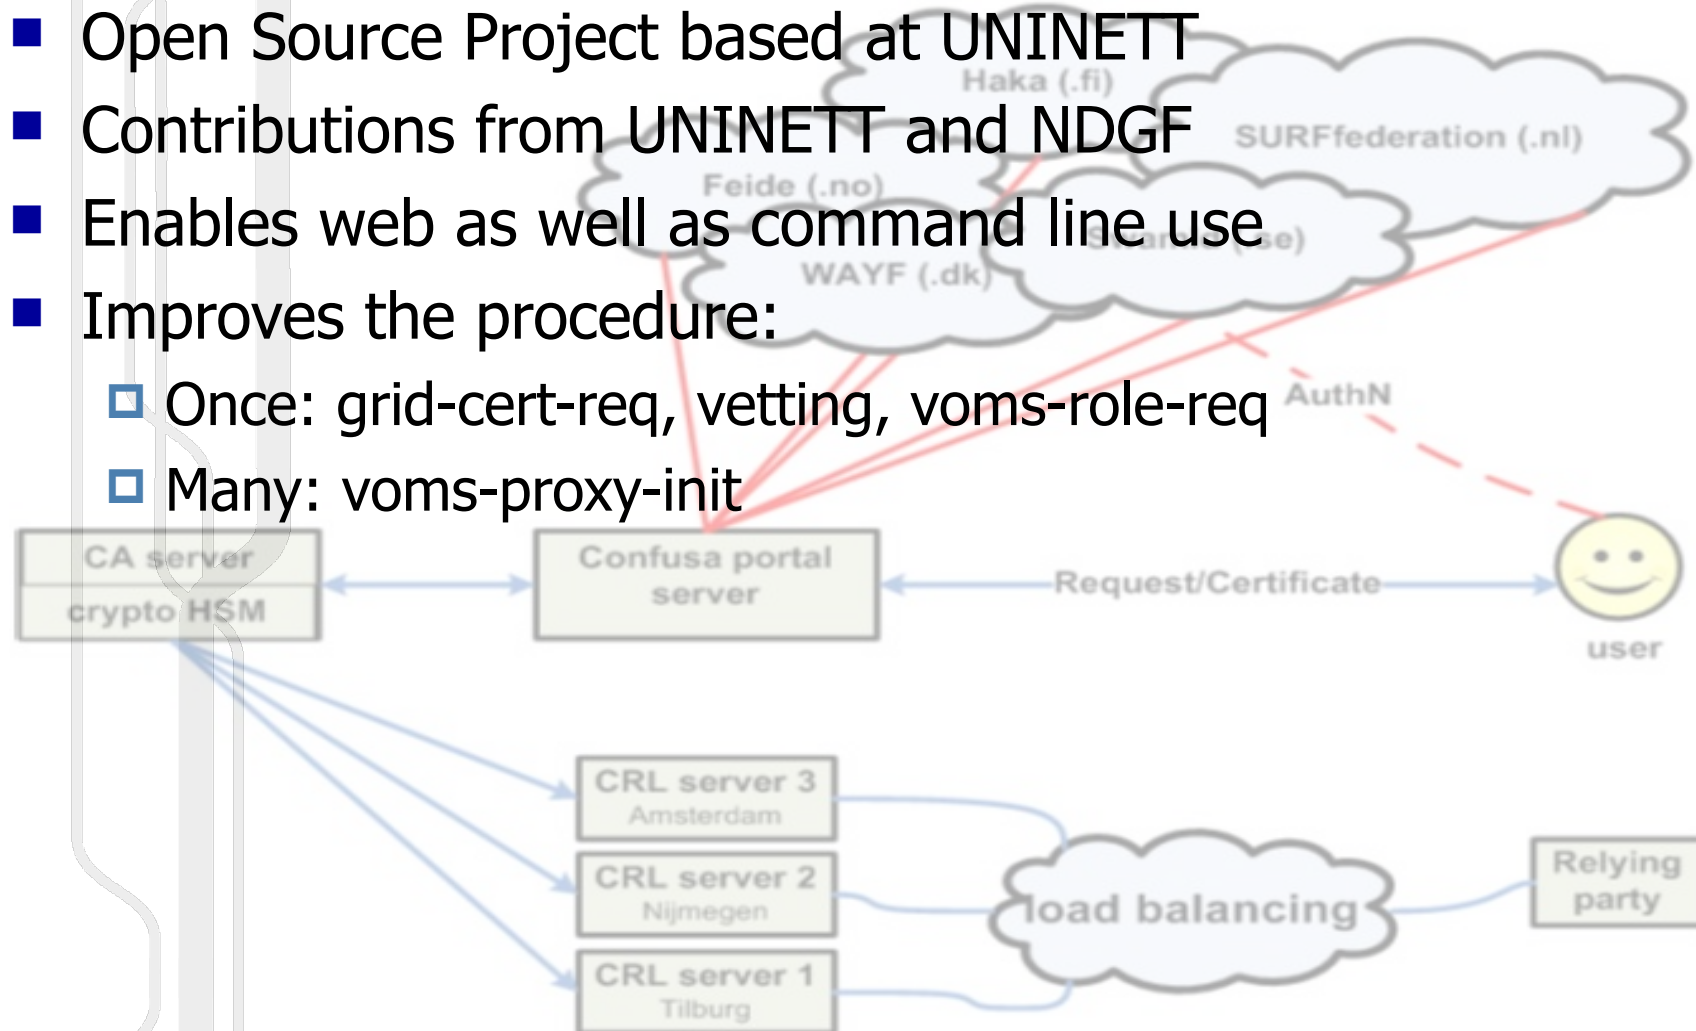 Open Source Project based at UNINETT
Contributions from UNINETT and NDGF
Enables web as well as command line use
Improves the procedure:
Once: grid-cert-req, vetting, voms-role-req
Many: voms-proxy-init
Haka (.fi)
SURFfederation (.nl)
Feide (.no)
WAYF (.dk)
AuthN
CA server
crypto HSM
Confusa portal
server
Request/Certificate
user
CRL server 3
Amsterdam
CRL server 2
Nijmegen
CRL server 1
Tilburg
load balancing
Relying
party